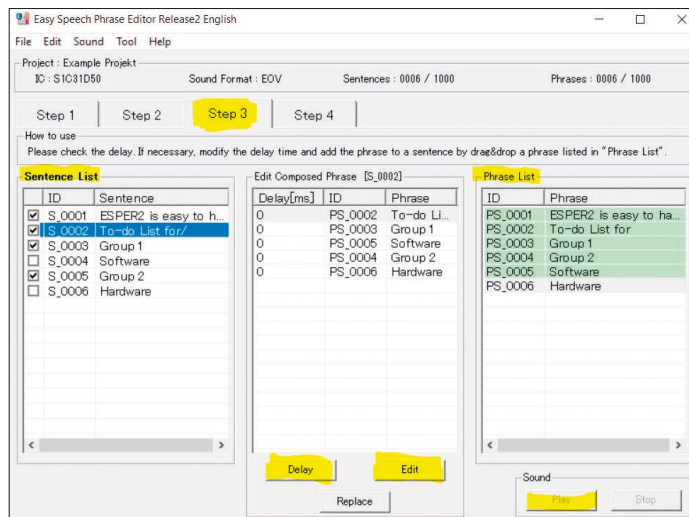 Easy Speech Phrase Editor Release2 English
File Edit Sound Tool Help
Project : Example Projekt
IC : S1C31D50 Sound Format : EOV Sentences : 0006 / 1000 Phrases : 0006 / 1000
Step 1 Step 2 Step 3 Step 4
How to use
Please check the delay. If necessary, modify the delay time and add the phrase to a sentence by drag&drop a phrase listed in "Phrase List".
Sentence List
ID Sentence
S_0001 ESPER2 is easy to h...
S_0002 To-do List for/
S_0003 Group 1
S_0004 Software
S_0005 Group 2
S_0006 Hardware
Edit Composed Phrase [S_0002]
Delay[ms] ID Phrase
0 PS_0002 To-do Li...
0 PS_0003 Group 1
0 PS_0005 Software
0 PS_0004 Group 2
0 PS_0006 Hardware
Delay Edit
Replace
Phrase List
ID Phrase
PS_0001 ESPER2 is easy to ha...
PS_0002 To-do List for
PS_0003 Group 1
PS_0004 Group 2
PS_0005 Software
PS_0006 Hardware
Sound
Play Stop